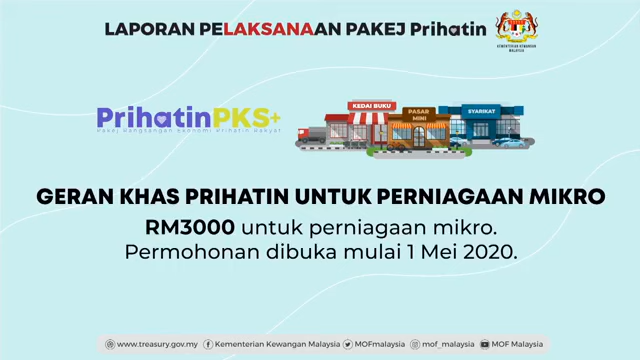 LAPORAN PELAKSANAAN PAKEJ Prihatin
KEMENTERIAN KEWANGAN
MALAYSIA
PrihatinPKS+
Pakej Rangsangan Ekonomi Prihatin Rakyat
KEDAI BUKU
PASAR
MINI
SYARIKAT
GERAN KHAS PRIHATIN UNTUK PERNIAGAAN MIKRO
RM3000 untuk perniagaan mikro.
Permohonan dibuka mulai 1 Mei 2020.
www.treasury.gov.my Kementerian Kewangan Malaysia MOFmalaysia mof_malaysia MOF Malaysia